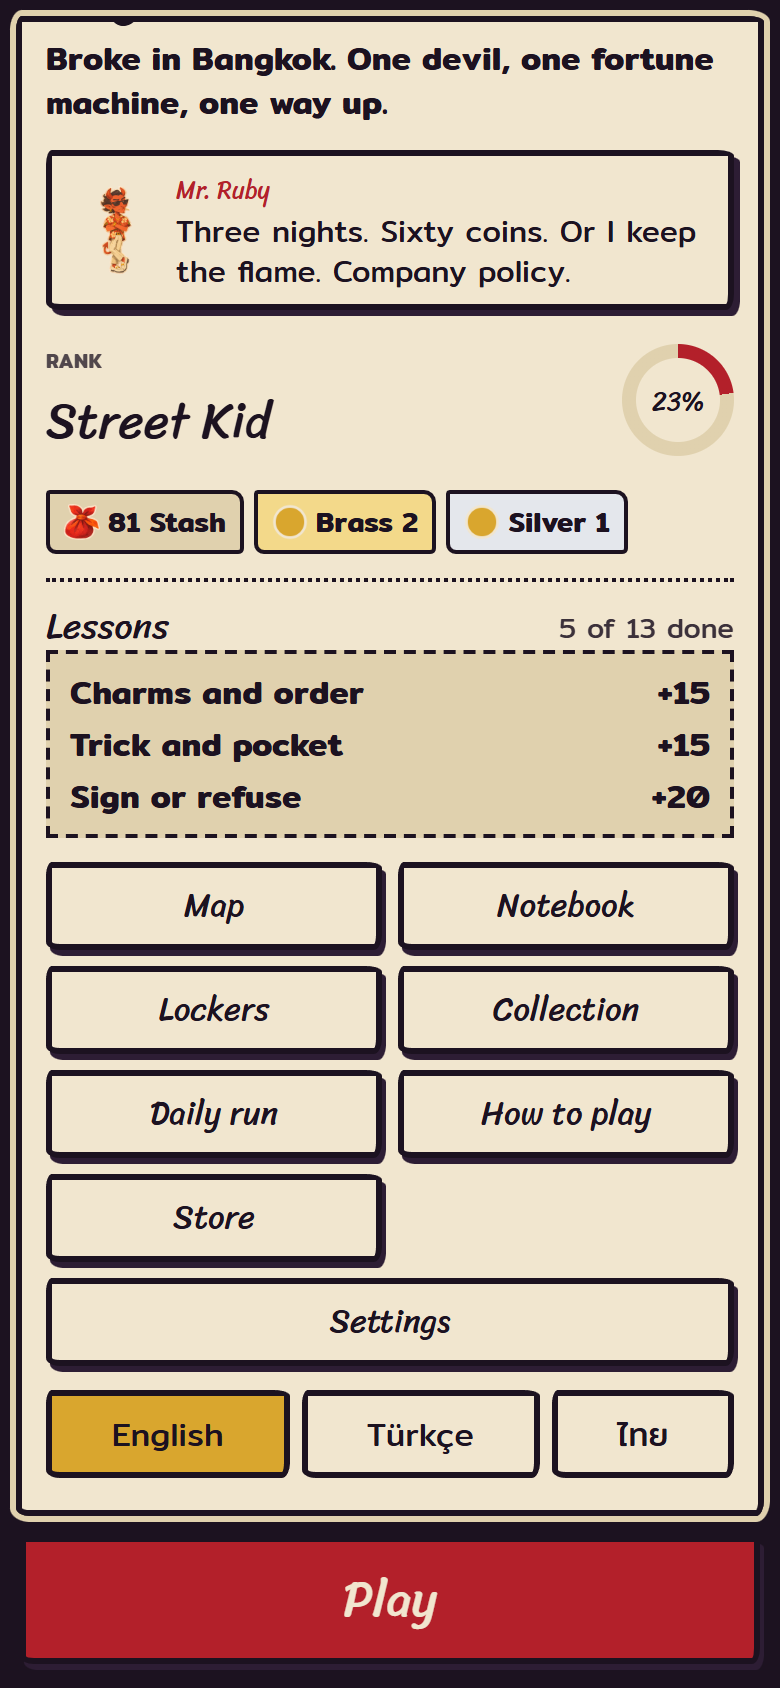 Broke in Bangkok. One devil, one fortune
machine, one way up.
Mr. Ruby
Three nights. Sixty coins. Or I keep
the flame. Company policy.
RANK
Street Kid
23%
81 Stash
Brass 2
Silver 1
Lessons
5 of 13 done
Charms and order +15
Trick and pocket +15
Sign or refuse +20
Map
Notebook
Lockers
Collection
Daily run
How to play
Store
Settings
English
Türkçe
ไทย
Play